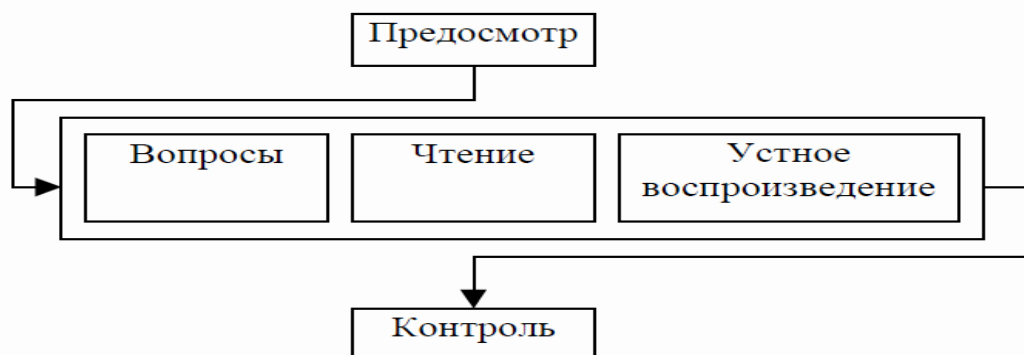 Предосмотр
Вопросы
Чтение
Устное
воспроизведение
Контроль